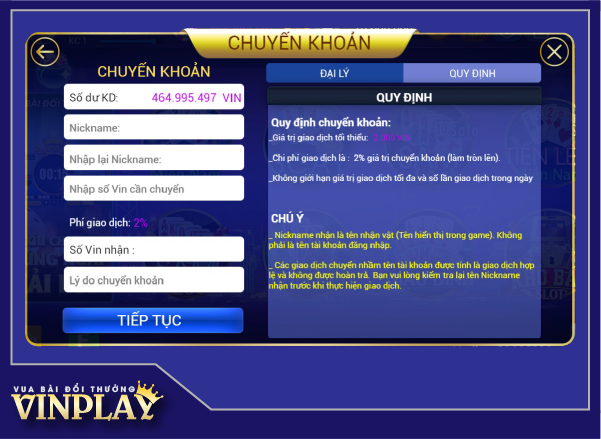 CHUYỂN KHOẢN
CHUYỂN KHOẢN
Số dư KD: 464.995.497 VIN
Nickname:
Nhập lại Nickname:
Nhập số Vin cần chuyển
Phí giao dịch: 2%
Số Vin nhận :
Lý do chuyển khoản
TIẾP TỤC
ĐẠI LÝ
QUY ĐỊNH
QUY ĐỊNH
Quy định chuyển khoản:
_Giá trị giao dịch tối thiểu:
_Chi phí giao dịch là : 2% giá trị chuyển khoản (làm tròn lên).
_Không giới hạn giá trị giao dịch tối đa và số lần giao dịch trong ngày
CHÚ Ý
_ Nickname nhận là tên nhận vật (Tên hiển thị trong game). Không
phải là tên tài khoản đăng nhập.
_ Các giao dịch chuyển nhầm tên tài khoản được tính là giao dịch hợp
lệ và không được hoàn trả. Bạn vui lòng kiểm tra lại tên Nickname
nhận trước khi thực hiện giao dịch.
VUA BÀI ĐỔI THƯỞNG
VINPLAY